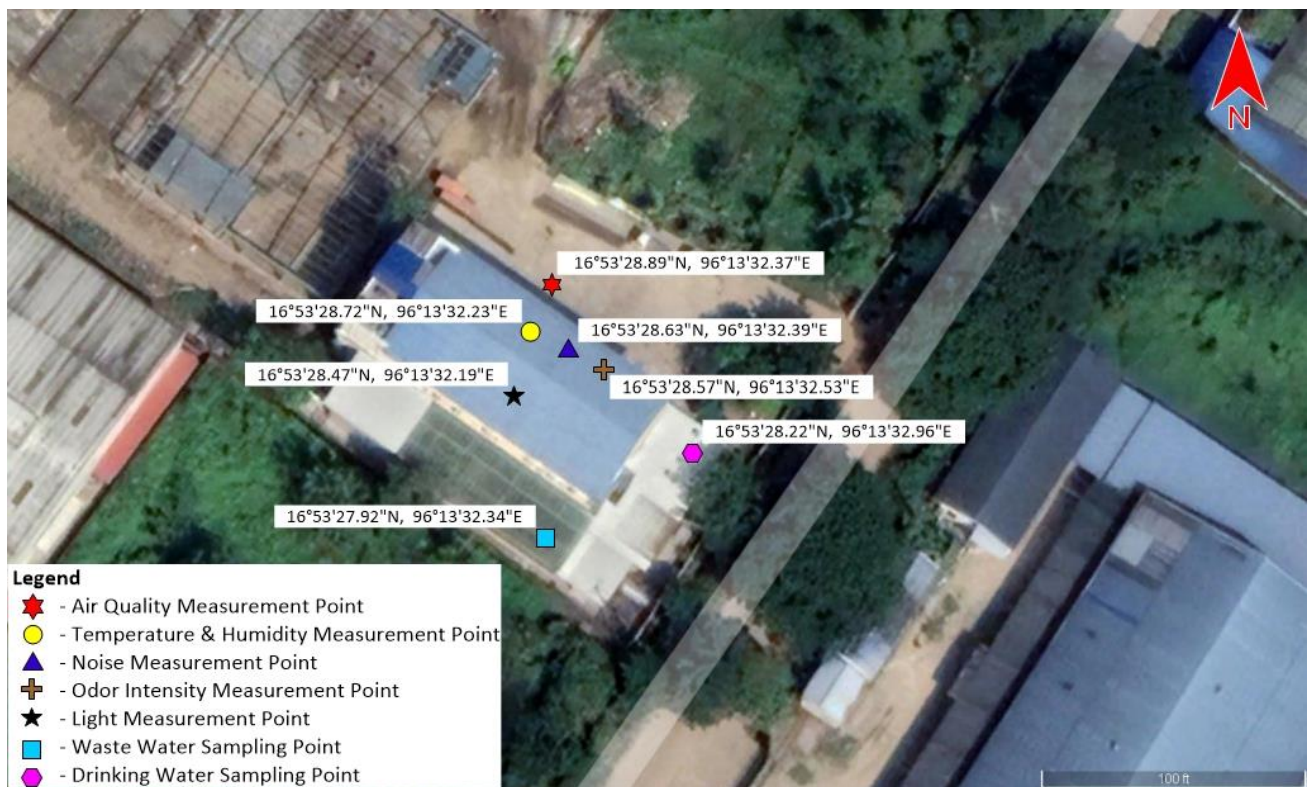 N
16°53'28.89"N, 96°13'32.37"E
16°53'28.72"N, 96°13'32.23"E
16°53'28.63"N, 96°13'32.39"E
16°53'28.47"N, 96°13'32.19"E
16°53'28.57"N, 96°13'32.53"E
16°53'28.22"N, 96°13'32.96"E
16°53'27.92"N, 96°13'32.34"E
Legend
- Air Quality Measurement Point
- Temperature & Humidity Measurement Point
- Noise Measurement Point
- Odor Intensity Measurement Point
- Light Measurement Point
- Waste Water Sampling Point
- Drinking Water Sampling Point
100 ft